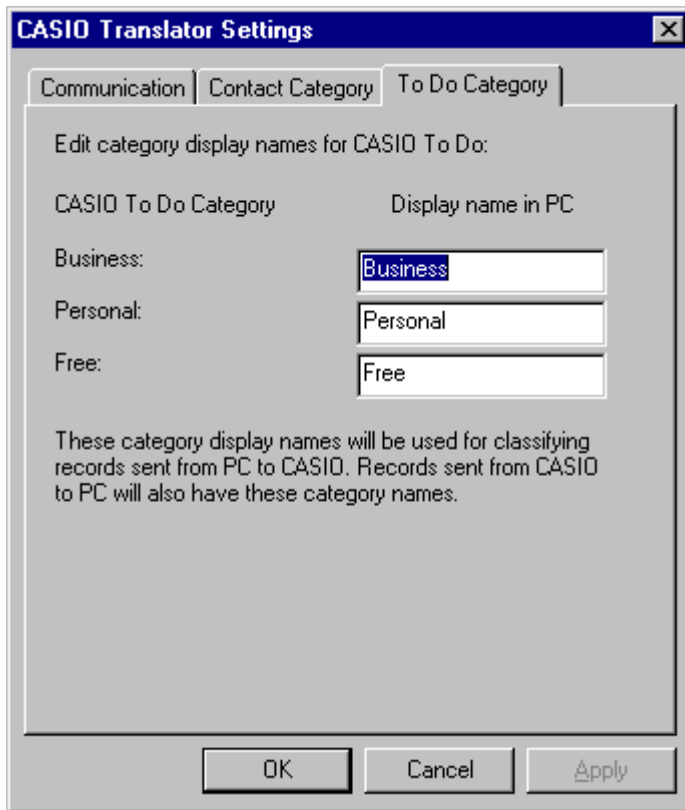 CASIO Translator Settings
Communication Contact Category To Do Category
Edit category display names for CASIO To Do:
CASIO To Do Category Display name in PC
Business: Business
Personal: Personal
Free: Free
These category display names will be used for classifying
records sent from PC to CASIO. Records sent from CASIO
to PC will also have these category names.
OK Cancel Apply